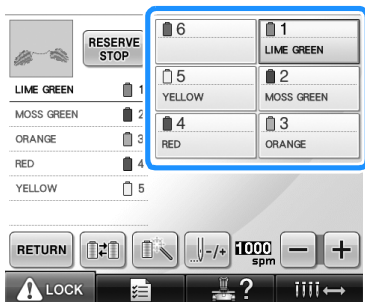 RESERVE
STOP
LIME GREEN 1
MOSS GREEN 2
ORANGE 3
RED 4
YELLOW 5
6
1
LIME GREEN
5
YELLOW
2
MOSS GREEN
4
RED
3
ORANGE
RETURN
-/+
1000
spm
− +
LOCK
?